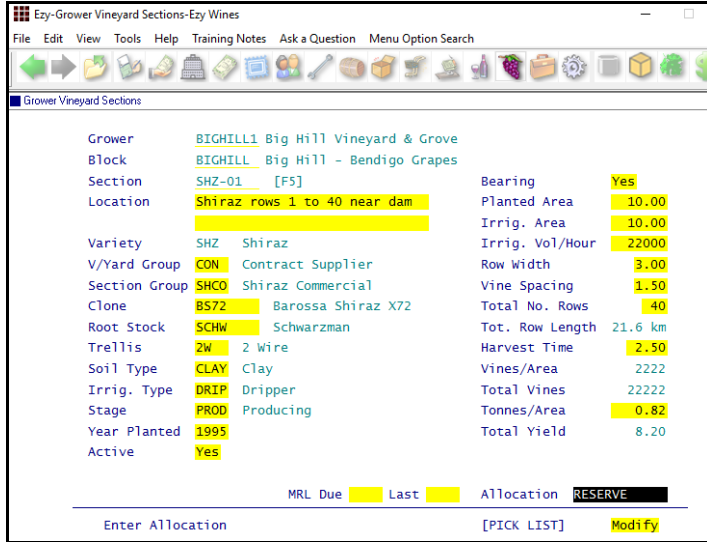 Ezy-Grower Vineyard Sections-Ezy Wines
File Edit View Tools Help Training Notes Ask a Question Menu Option Search
Grower Vineyard Sections
Grower BIGHILL1 Big Hill Vineyard & Grove
Block BIGHILL Big Hill - Bendigo Grapes
Section SHZ-01 [F5] Bearing Yes
Location Shiraz rows 1 to 40 near dam Planted Area 10.00
Irrig. Area 10.00
Variety SHZ Shiraz Irrig. Vol/Hour 22000
V/Yard Group CON Contract Supplier Row Width 3.00
Section Group SHCO Shiraz Commercial Vine Spacing 1.50
Clone BS72 Barossa Shiraz X72 Total No. Rows 40
Root Stock SCHW Schwarzman Tot. Row Length 21.6 km
Trellis 2W 2 Wire Harvest Time 2.50
Soil Type CLAY Clay Vines/Area 2222
Irrig. Type DRIP Dripper Total Vines 22222
Stage PROD Producing Tonnes/Area 0.82
Year Planted 1995 Total Yield 8.20
Active Yes
MRL Due Last Allocation RESERVE
Enter Allocation [PICK LIST] Modify